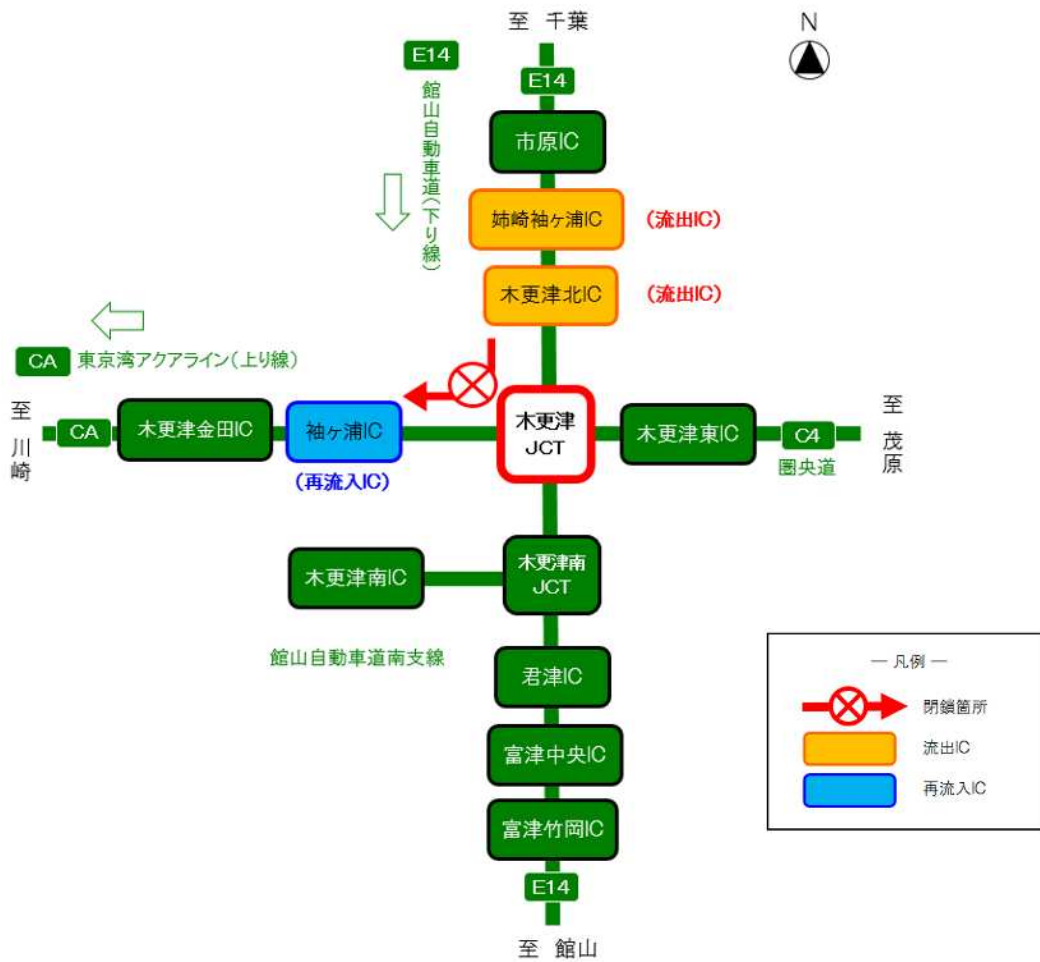 至 千葉
N
E14
E14
館山自動車道(下り線)
市原IC
姉崎袖ヶ浦IC
(流出IC)
木更津北IC
(流出IC)
CA
東京湾アクアライン(上り線)
至 川崎
CA
木更津金田IC
袖ヶ浦IC
(再流入IC)
木更津
JCT
木更津東IC
C4
圏央道
至 茂原
木更津南IC
木更津南
JCT
館山自動車道南支線
君津IC
富津中央IC
富津竹岡IC
E14
至 館山
― 凡例 ―
閉鎖箇所
流出IC
再流入IC